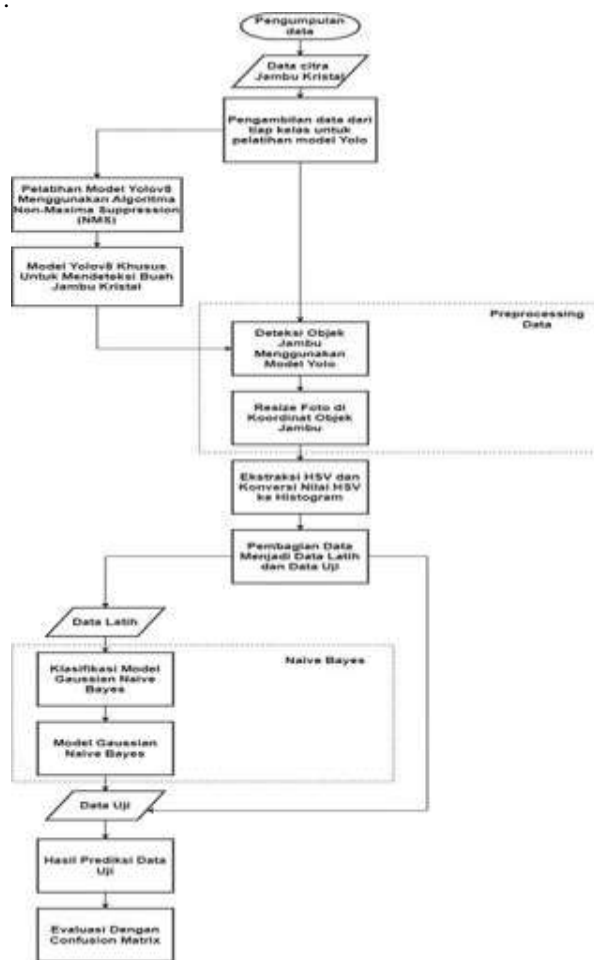 .
Pengumpulan
data
Data citra
Jambu Kristal
Pengambilan data dari
tiap kelas untuk
pelatihan model Yolo
Pelatihan Model Yolov8
Menggunakan Algoritma
Non-Maxima Suppression
(NMS)
Model Yolov8 Khusus
Untuk Mendeteksi Buah
Jambu Kristal
Preprocessing
Data
Deteksi Objek
Jambu
Menggunakan
Model Yolo
Resize Foto di
Koordinat Objek
Jambu
Ekstraksi HSV dan
Konversi Nilai HSV
ke Histogram
Pembagian Data
Menjadi Data Latih
dan Data Uji
Data Latih
Naive Bayes
Klasifikasi Model
Gaussian Naive
Bayes
Model Gaussian
Naive Bayes
Data Uji
Hasil Prediksi Data
Uji
Evaluasi Dengan
Confusion Matrix